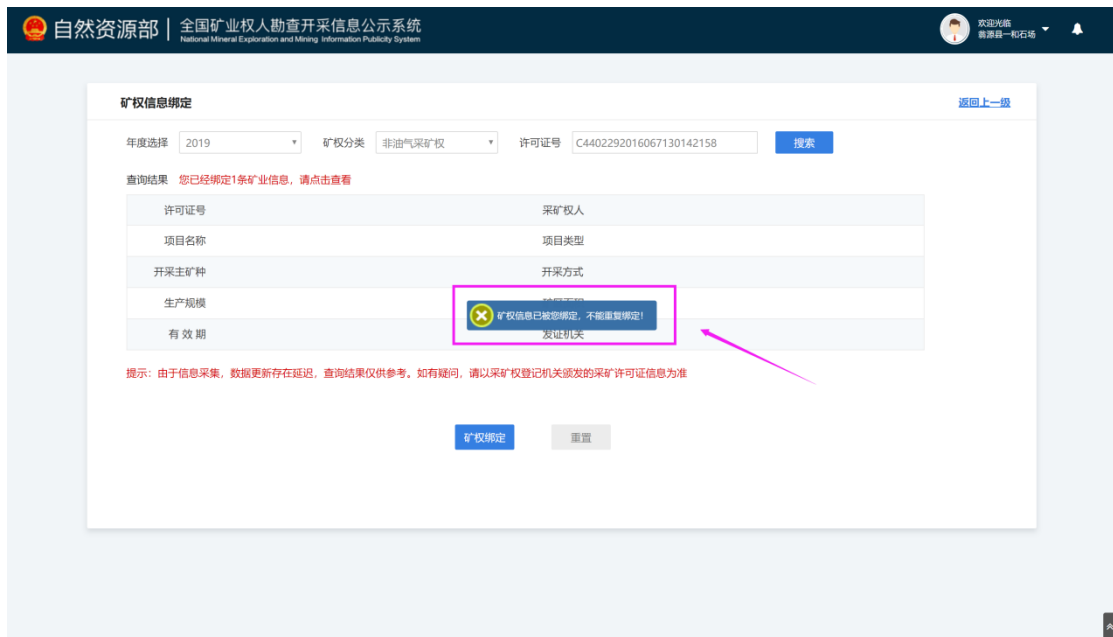 自然资源部
全国矿业权人勘查开采信息公示系统
National Mineral Exploration and Mining Information Publicity System
欢迎光临
翁源县一和石场
矿权信息绑定
返回上一级
年度选择 2019 矿权分类 非油气采矿权 许可证号 C4402292016067130142158 搜索
查询结果 您已经绑定1条矿业信息，请点击查看
许可证号 采矿权人
项目名称 项目类型
开采主矿种 开采方式
生产规模
矿权信息已被您绑定，不能重复绑定！
有 效 期 发证机关
提示：由于信息采集，数据更新存在延迟，查询结果仅供参考。如有疑问，请以采矿权登记机关颁发的采矿许可证信息为准
矿权绑定 重置